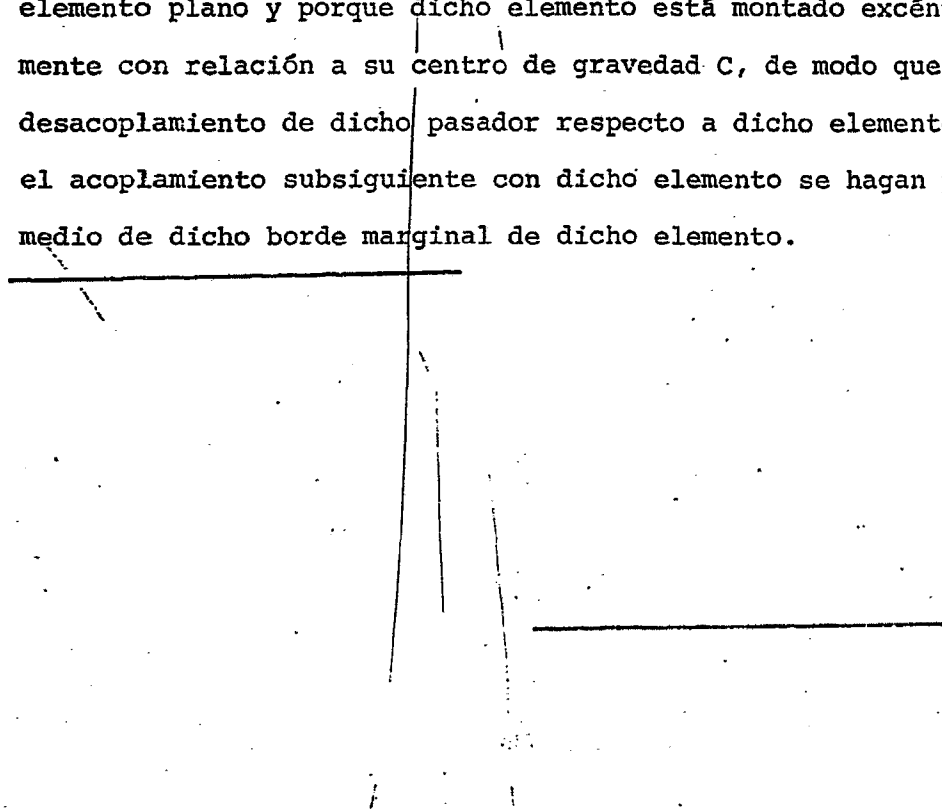 elemento plano y porque dicho elemento está montado excén
mente con relación a su centro de gravedad C, de modo que
desacoplamiento de dicho pasador respecto a dicho element
el acoplamiento subsiguiente con dicho elemento se hagan
medio de dicho borde marginal de dicho elemento.